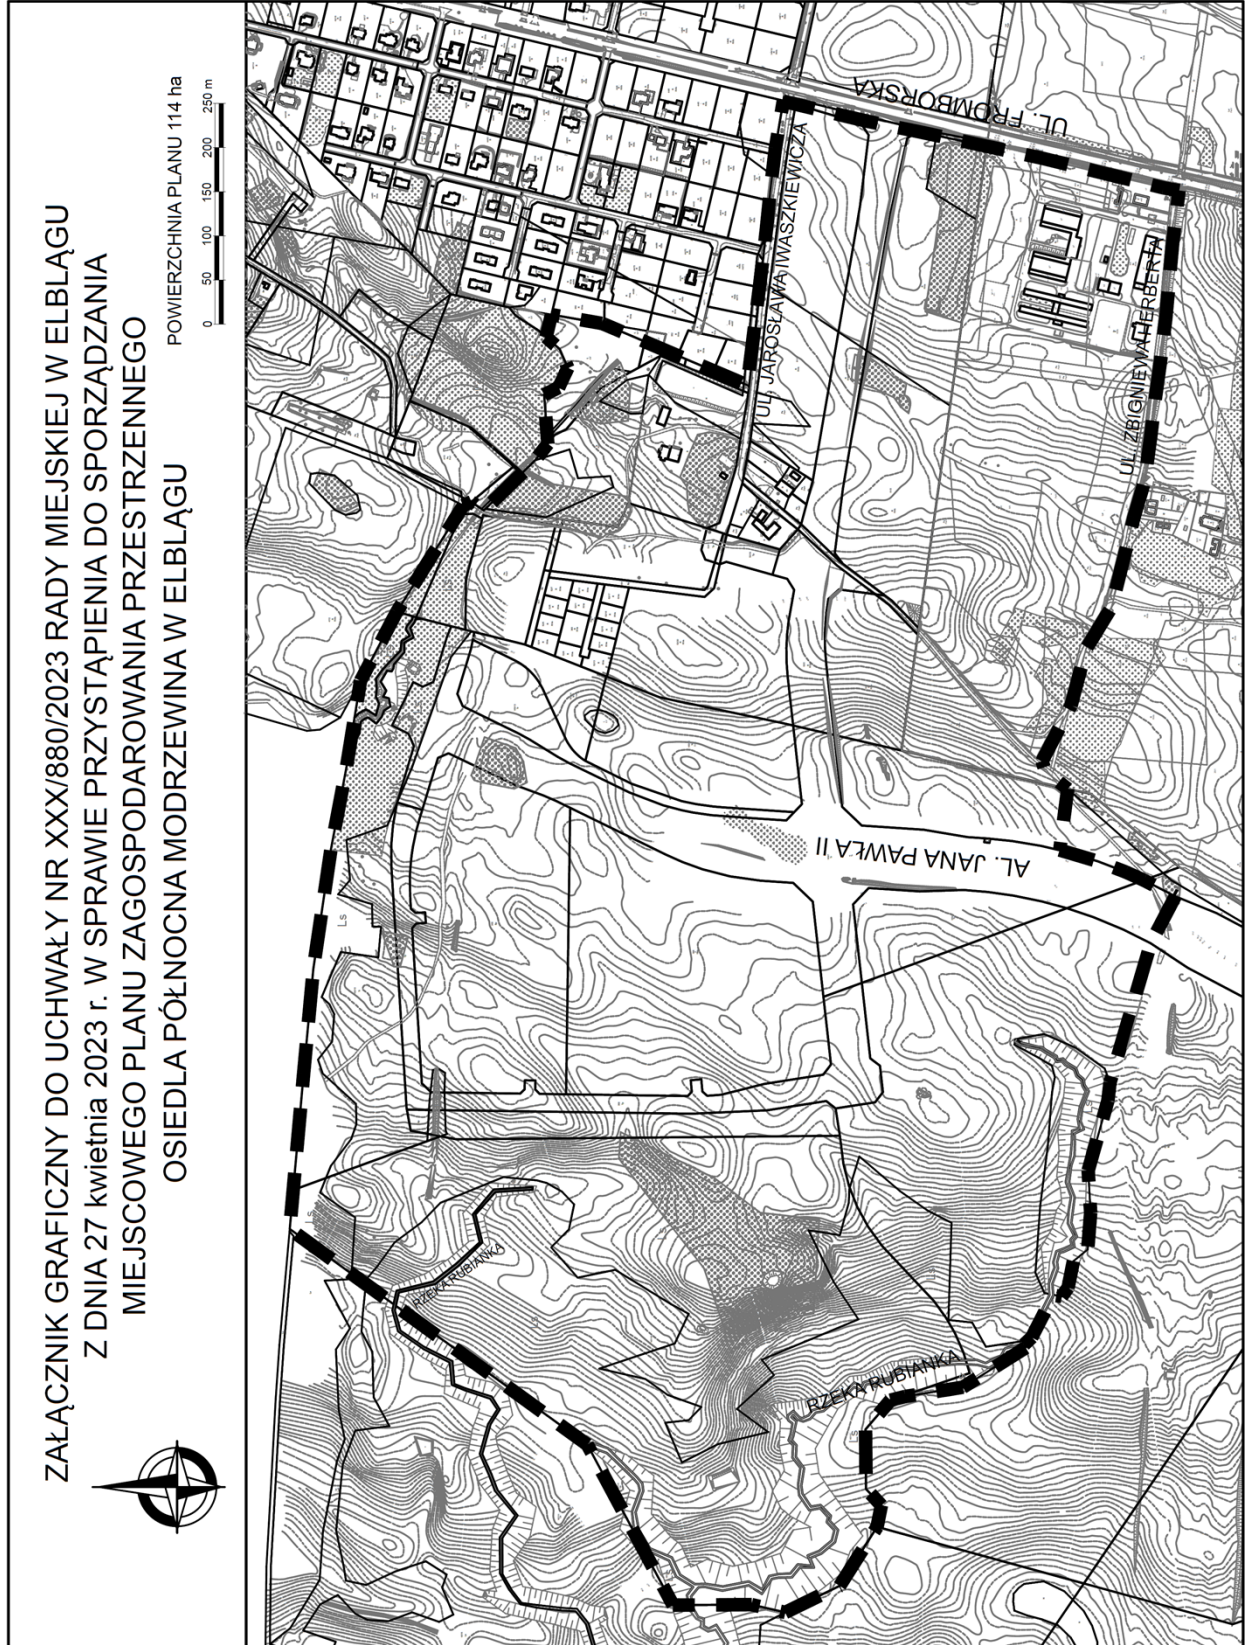 ZAŁĄCZNIK GRAFICZNY DO UCHWAŁY NR XXX/880/2023 RADY MIEJSKIEJ W ELBLĄGU
Z DNIA 27 kwietnia 2023 r. W SPRAWIE PRZYSTĄPIENIA DO SPORZĄDZANIA
MIEJSCOWEGO PLANU ZAGOSPODAROWANIA PRZESTRZENNEGO
OSIEDLA PÓŁNOCNA MODRZEWINA W ELBLĄGU
POWIERZCHNIA PLANU 114 ha
0 50 100 150 200 250 m
RZEKA RUBIANKA
RZEKA RUBIANKA
AL. JANA PAWŁA II
UL. JAROSŁAWA IWASZKIEWICZA
UL. ZBIGNIEWA HERBERTA
UL. FROMBORSKA
Ls